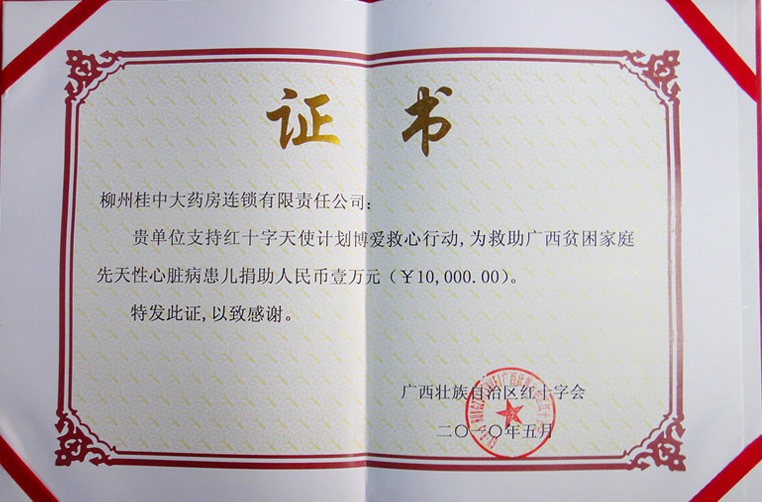 证 书
柳州桂中大药房连锁有限责任公司:
贵单位支持红十字天使计划博爱救心行动,为救助广西贫困家庭
先天性心脏病患儿捐助人民币壹万元(¥10,000.00)。
特发此证,以致感谢。
广西壮族自治区红十字会
二〇一〇年五月